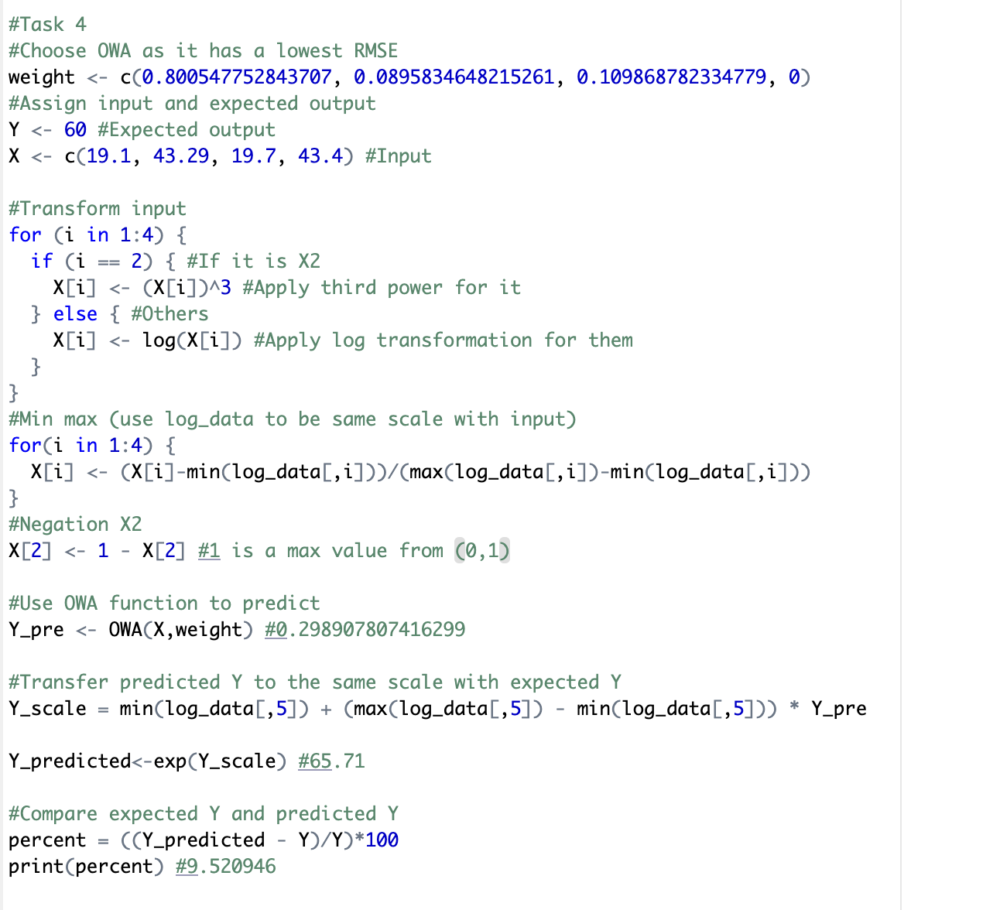 #Task 4
#Choose OWA as it has a lowest RMSE
weight <- c(0.800547752843707, 0.0895834648215261, 0.109868782334779, 0)
#Assign input and expected output
Y <- 60 #Expected output
X <- c(19.1, 43.29, 19.7, 43.4) #Input
#Transform input
for (i in 1:4) {
  if (i == 2) { #If it is X2
    X[i] <- (X[i])^3 #Apply third power for it
  } else { #Others
    X[i] <- log(X[i]) #Apply log transformation for them
  }
}
#Min max (use log_data to be same scale with input)
for(i in 1:4) {
  X[i] <- (X[i]-min(log_data[,i]))/(max(log_data[,i])-min(log_data[,i]))
}
#Negation X2
X[2] <- 1 - X[2] #1 is a max value from (0,1)
#Use OWA function to predict
Y_pre <- OWA(X,weight) #0.298907807416299
#Transfer predicted Y to the same scale with expected Y
Y_scale = min(log_data[,5]) + (max(log_data[,5]) - min(log_data[,5])) * Y_pre
Y_predicted<-exp(Y_scale) #65.71
#Compare expected Y and predicted Y
percent = ((Y_predicted - Y)/Y)*100
print(percent) #9.520946